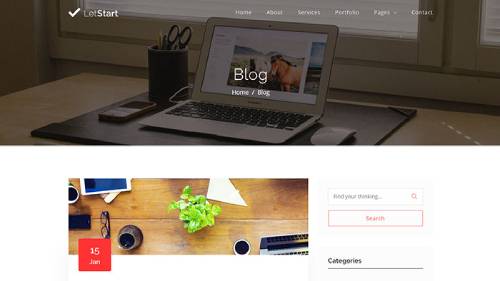 LetStart
Home About Services Portfolio Pages Contact
Blog
Home / Blog
Find your thinking...
Search
15
Jan
Categories